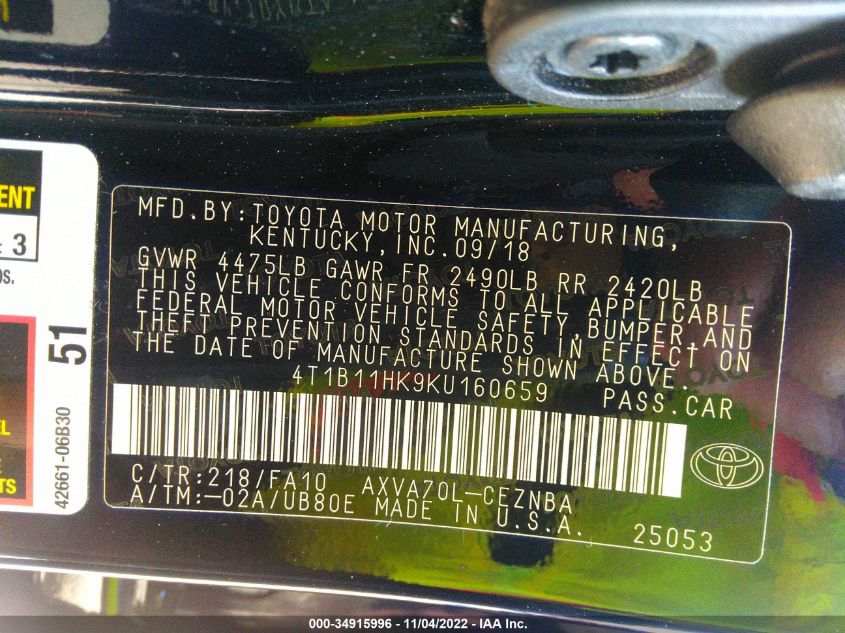 MFD.BY:TOYOTA MOTOR MANUFACTURING,
KENTUCKY, INC. 09/18
GVWR 4475LB GAWR FR 2490LB RR 2420LB
THIS VEHICLE CONFORMS TO ALL APPLICABLE
FEDERAL MOTOR VEHICLE SAFETY, BUMPER, AND
THEFT PREVENTION STANDARDS IN EFFECT ON
THE DATE OF MANUFACTURE SHOWN ABOVE.
4T1B11HK9KU160659 PASS.CAR
C/TR:218/FA10 AXVA70L-CEZNBA
A/TM:-02A/UB80E MADE IN U.S.A. 25053
ENT
: 3
OS.
51
42661-06B30
EL
E
TS
000-34915996 - 11/04/2022 - IAA Inc.